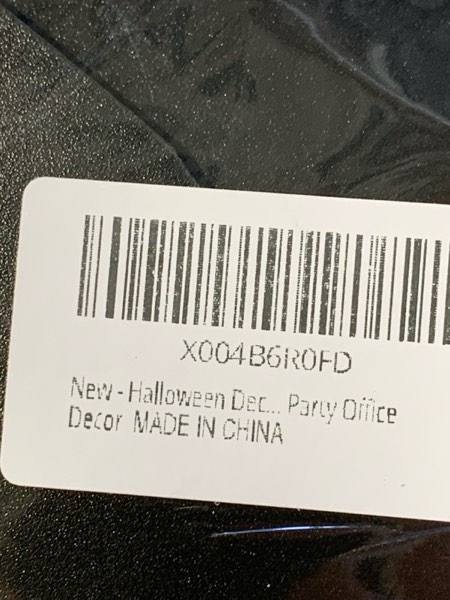 X004B6R0FD
New - Halloween Dec... Party Office
Decor MADE IN CHINA